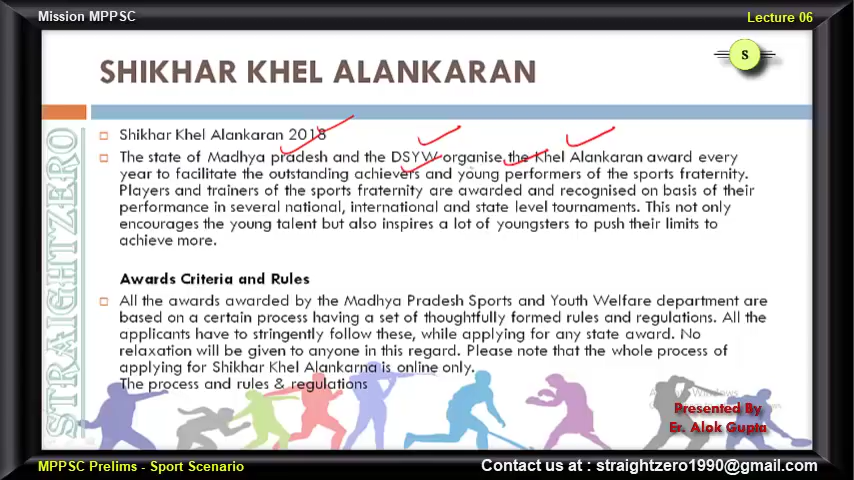 Mission MPPSC
Lecture 06
SHIKHAR KHEL ALANKARAN
S
Shikhar Khel Alankaran 2018
The state of Madhya pradesh and the DSYW organise the Khel Alankaran award every
year to facilitate the outstanding achievers and young performers of the sports fraternity.
Players and trainers of the sports fraternity are awarded and recognised on basis of their
performance in several national, international and state level tournaments. This not only
encourages the young talent but also inspires a lot of youngsters to push their limits to
achieve more.
Awards Criteria and Rules
All the awards awarded by the Madhya Pradesh Sports and Youth Welfare department are
based on a certain process having a set of thoughtfully formed rules and regulations. All the
applicants have to stringently follow these, while applying for any state award. No
relaxation will be given to anyone in this regard. Please note that the whole process of
applying for Shikhar Khel Alankarna is online only.
The process and rules & regulations
STRAIGHTZERO
Presented By
Er. Alok Gupta
MPPSC Prelims - Sport Scenario
Contact us at : straightzero1990@gmail.com